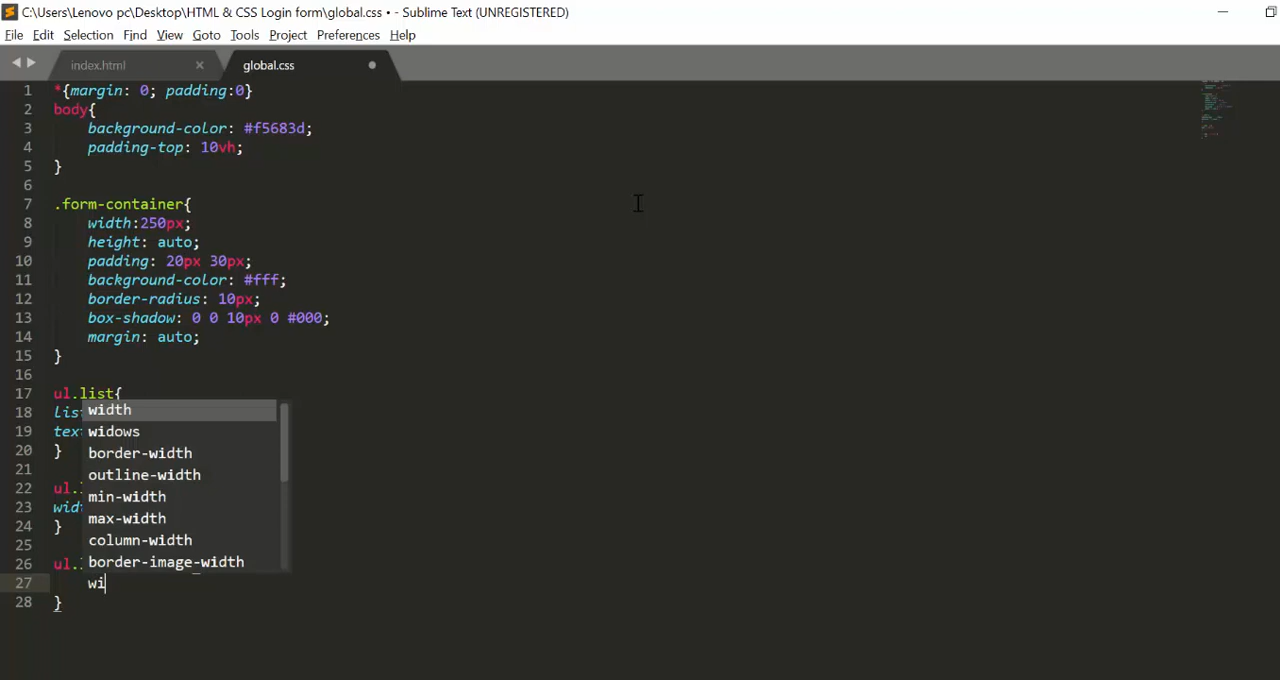 C:\Users\Lenovo pc\Desktop\HTML & CSS Login form\global.css • - Sublime Text (UNREGISTERED)
File Edit Selection Find View Goto Tools Project Preferences Help
index.html × global.css
1 *{margin: 0; padding:0}
2 body{
3 background-color: #f5683d;
4 padding-top: 10vh;
5 }
6
7 .form-container{
8 width:250px;
9 height: auto;
10 padding: 20px 30px;
11 background-color: #fff;
12 border-radius: 10px;
13 box-shadow: 0 0 10px 0 #000;
14 margin: auto;
15 }
16
17 ul.list{
18 width
19 widows
20 } border-width
21 outline-width
22 min-width
23 max-width
24 } column-width
25
26 border-image-width
27 wi
28 }